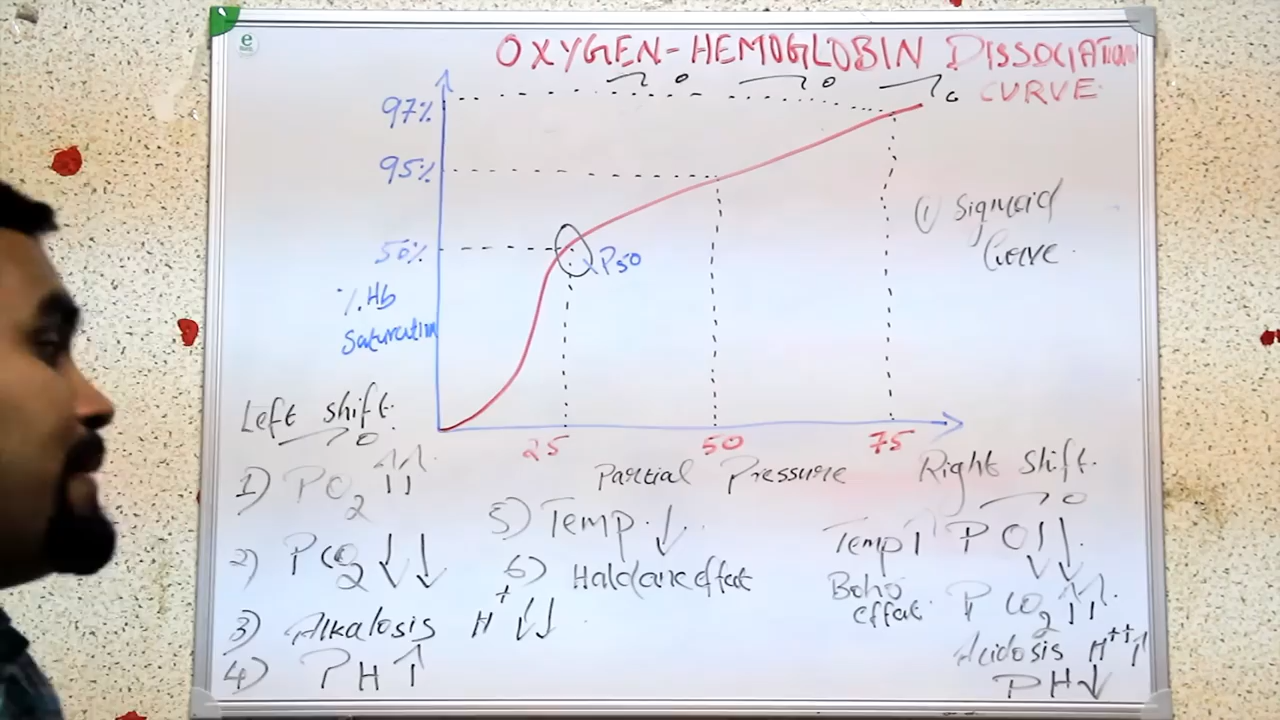 e
OXYGEN-HEMOGLOBIN DISSOCIATION
CURVE
97%
95%
50%
P50
% Hb
Saturation
① Sigmoid
Curve
25 50 75
Partial Pressure
Left shift:
1) PO2 ↑↑
2) PCO2 ↓↓
3) Alkalosis H+ ↓↓
4) PH ↑
5) Temp. ↓
6) Haldane effect
Right Shift.
Temp ↑ PO ↓↓
Boho effect. PCO2 ↑↑
Acidosis H++ ↑
PH ↓